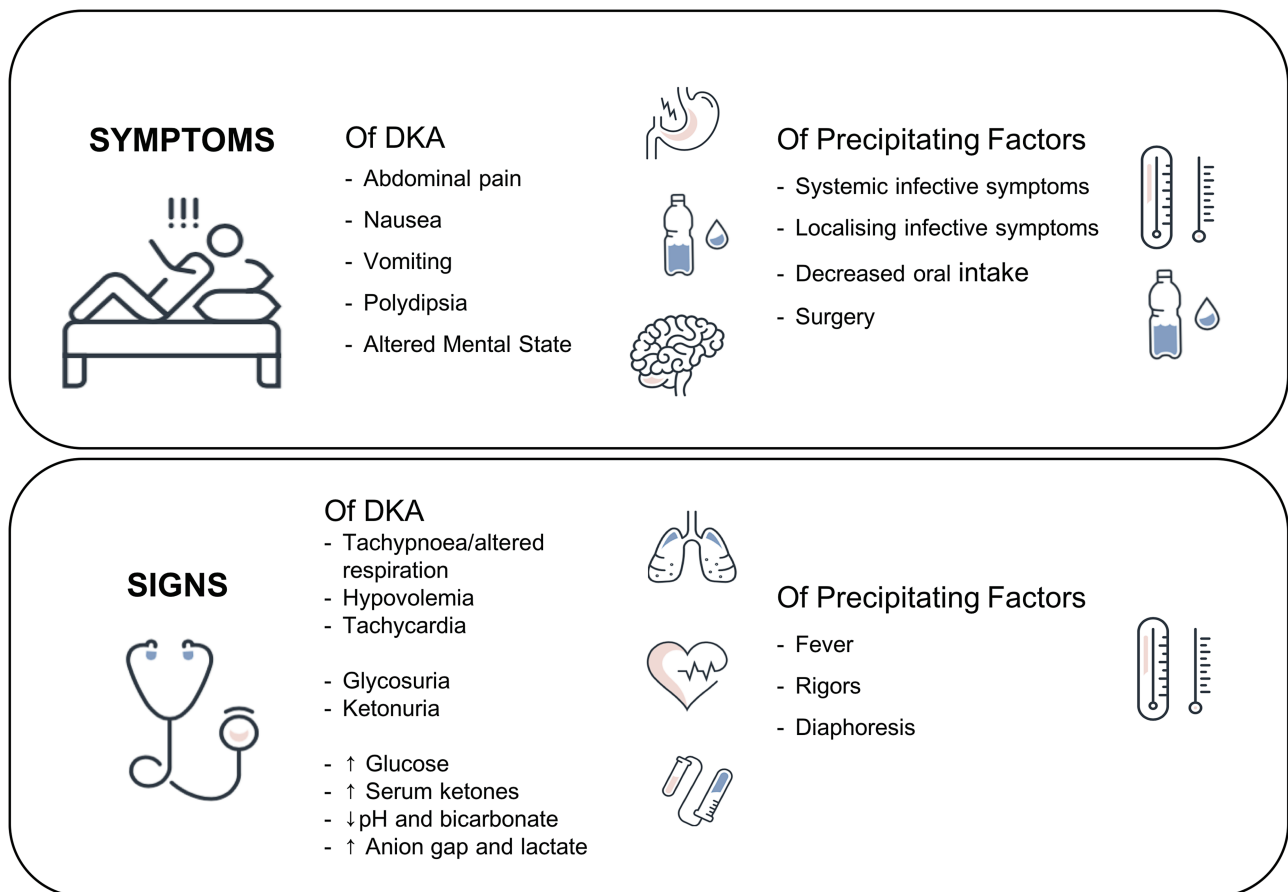 SYMPTOMS
!!!
Of DKA
- Abdominal pain
- Nausea
- Vomiting
- Polydipsia
- Altered Mental State
Of Precipitating Factors
- Systemic infective symptoms
- Localising infective symptoms
- Decreased oral intake
- Surgery
SIGNS
Of DKA
- Tachypnoea/altered
respiration
- Hypovolemia
- Tachycardia
- Glycosuria
- Ketonuria
- ↑ Glucose
- ↑ Serum ketones
- ↓pH and bicarbonate
- ↑ Anion gap and lactate
Of Precipitating Factors
- Fever
- Rigors
- Diaphoresis